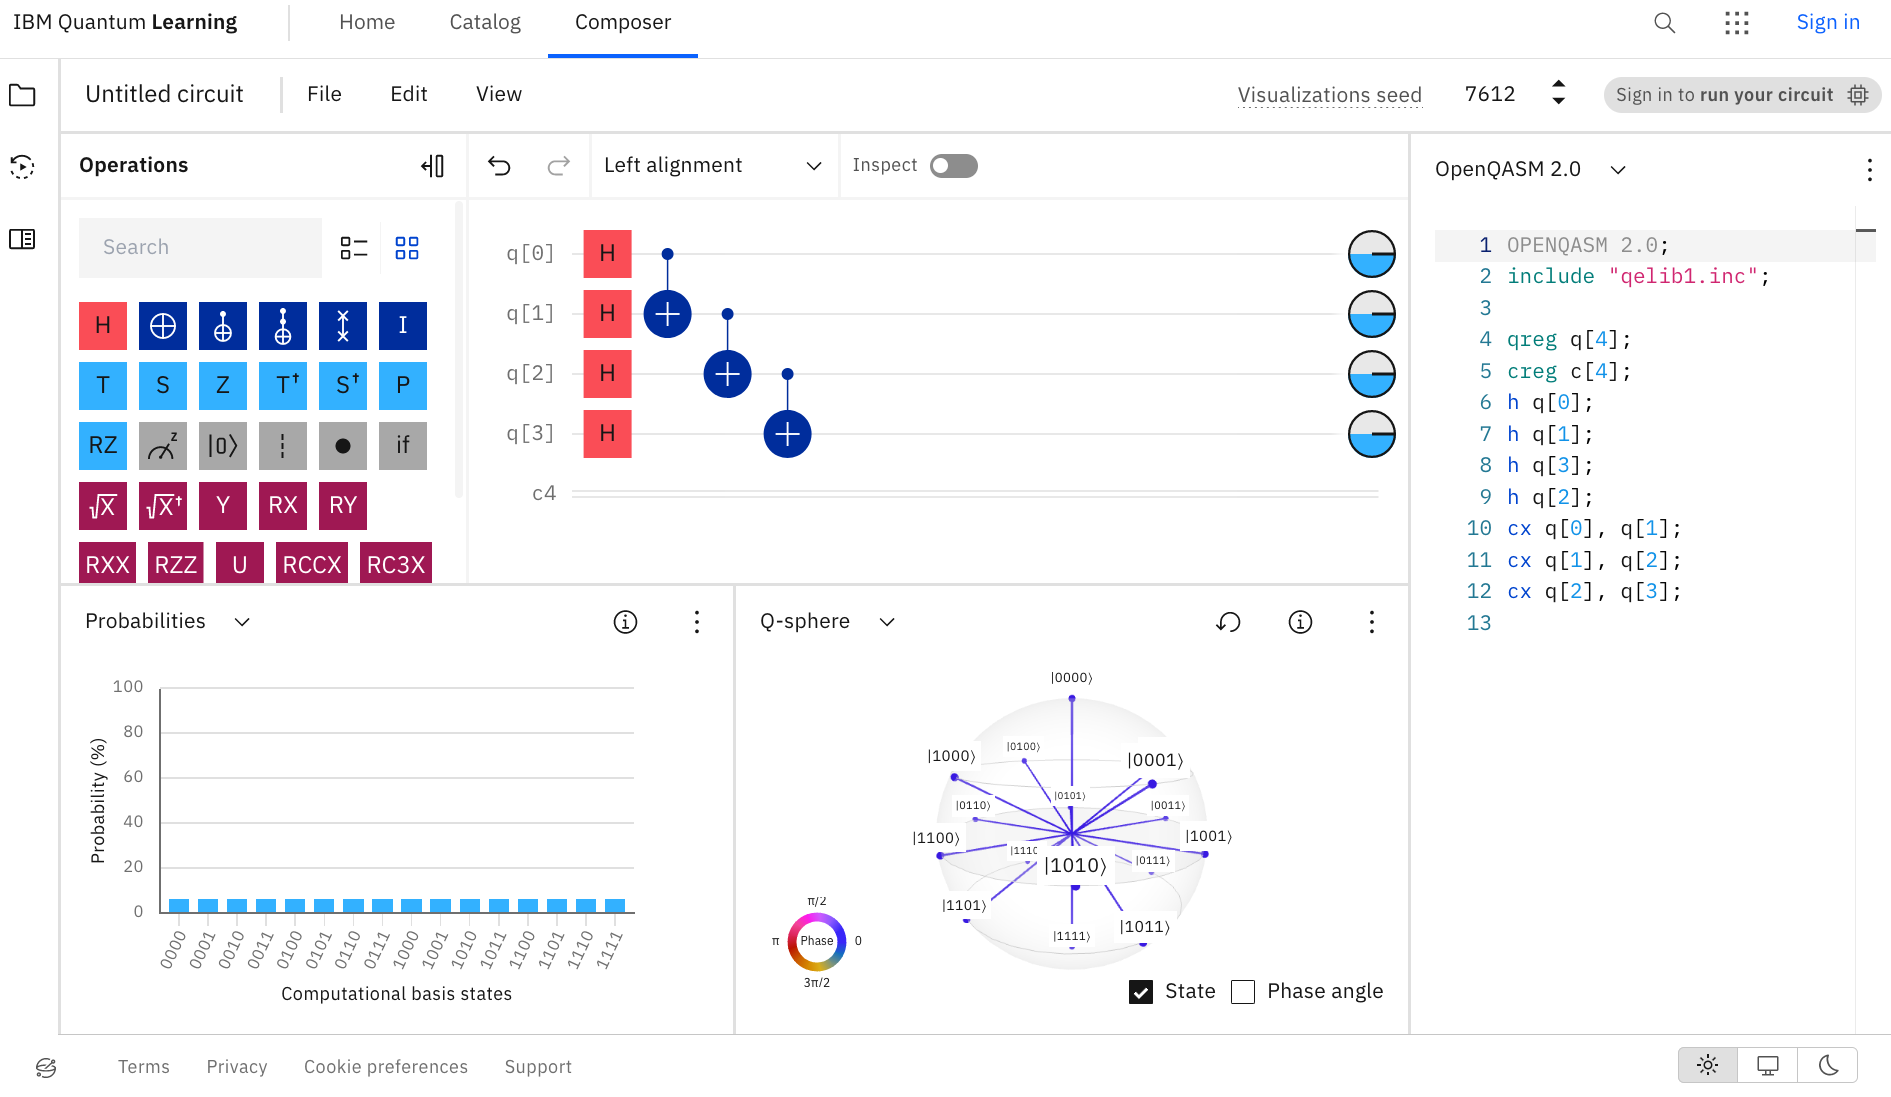 IBM Quantum Learning Home Catalog Composer Sign in
Untitled circuit File Edit View Visualizations seed 7612 Sign in to run your circuit
Operations Left alignment Inspect OpenQASM 2.0
Search
H I
T S Z T† S† P
RZ z |0⟩ if
√X √X† Y RX RY
RXX RZZ U RCCX RC3X
q[0] H
q[1] H
q[2] H
q[3] H
c4
1 OPENQASM 2.0;
2 include "qelib1.inc";
3
4 qreg q[4];
5 creg c[4];
6 h q[0];
7 h q[1];
8 h q[3];
9 h q[2];
10 cx q[0], q[1];
11 cx q[1], q[2];
12 cx q[2], q[3];
13
Probabilities
100
80
60
40
20
0
Probability (%)
0000 0001 0010 0011 0100 0101 0110 0111 1000 1001 1010 1011 1100 1101 1110 1111
Computational basis states
Q-sphere
|0000⟩
|1000⟩ |0100⟩ |0001⟩
|0110⟩ |0101⟩ |0011⟩
|1100⟩ |1001⟩
|1110 |1010⟩ |0111⟩
|1101⟩ |1111⟩ |1011⟩
π/2
π Phase 0
3π/2
State Phase angle
Terms Privacy Cookie preferences Support